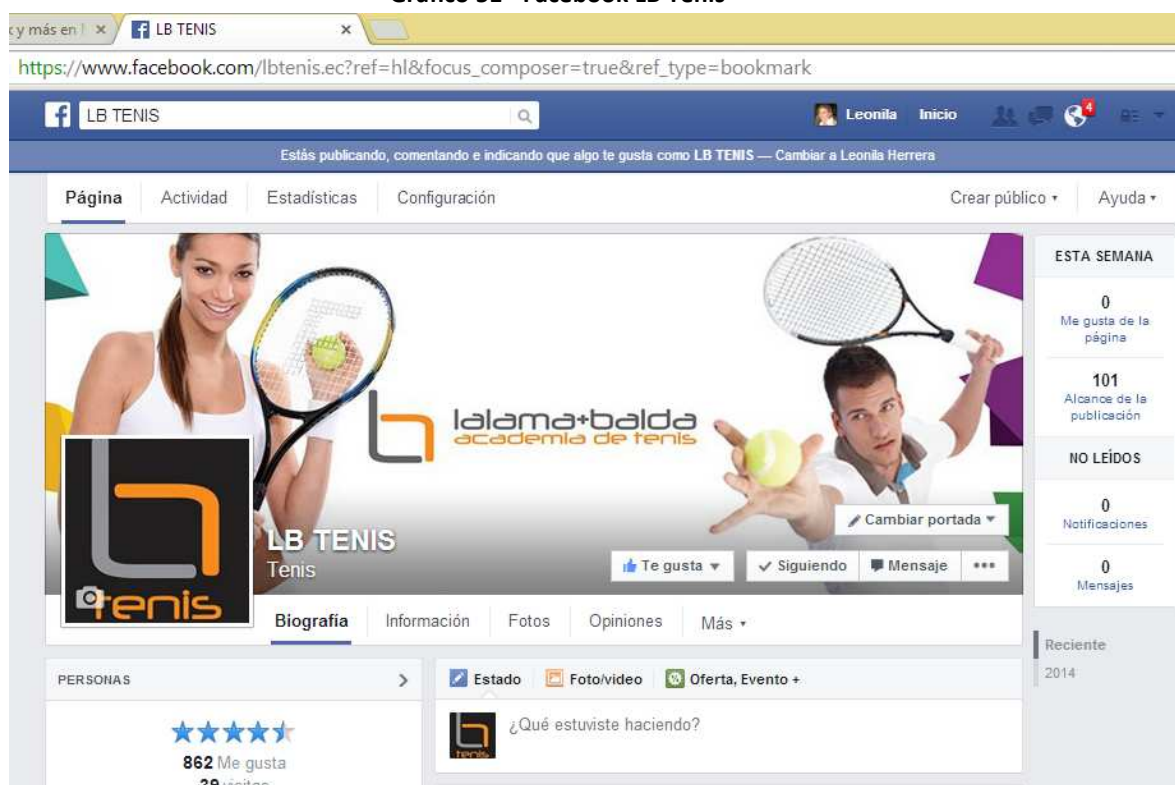 LB TENIS
https://www.facebook.com/lbtenis.ec?ref=hl&focus_composer=true&ref_type=bookmark
LB TENIS
Leonila Inicio 4
Estás publicando, comentando e indicando que algo te gusta como LB TENIS — Cambiar a Leonila Herrera
Página Actividad Estadísticas Configuración Crear público Ayuda
lalama+balda
academia de tenis
Cambiar portada
LB TENIS
Tenis
Te gusta Siguiendo Mensaje
tenis
Biografía Información Fotos Opiniones Más
ESTA SEMANA
0
Me gusta de la
página
101
Alcance de la
publicación
NO LEÍDOS
0
Notificaciones
0
Mensajes
Reciente
2014
PERSONAS
862 Me gusta
Estado Foto/video Oferta, Evento +
¿Qué estuviste haciendo?
tenis